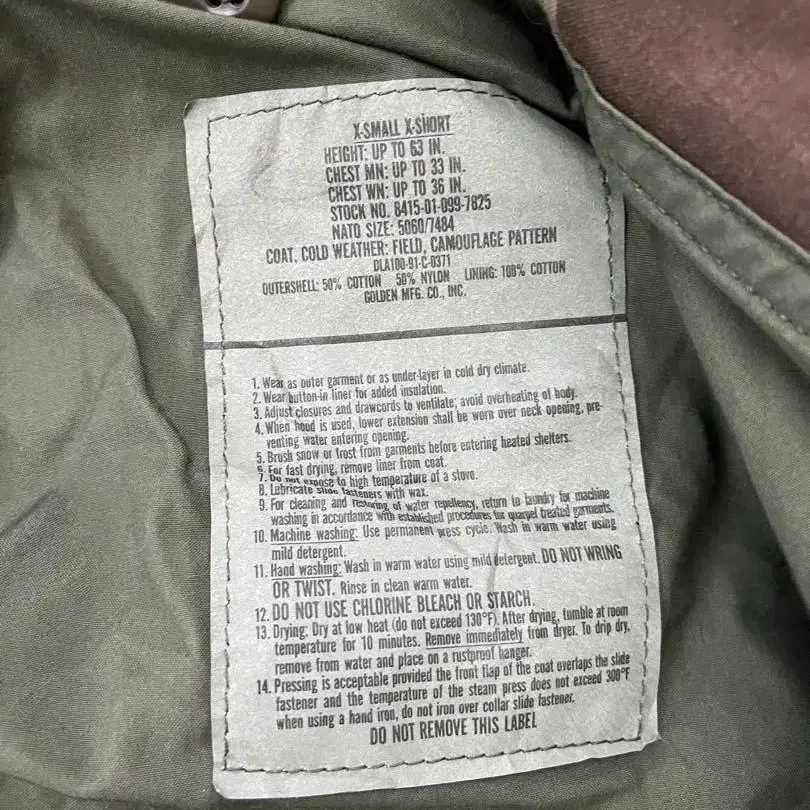 X-SMALL X-SHORT
HEIGHT: UP TO 63 IN.
CHEST MN: UP TO 33 IN.
CHEST WN: UP TO 36 IN.
STOCK NO. 8415-01-099-7825
NATO SIZE: 5060/7484
COAT, COLD WEATHER: FIELD, CAMOUFLAGE PATTERN
DLA100-91-C-0371
OUTERSHELL: 50% COTTON 50% NYLON LINING: 100% COTTON
GOLDEN MFG. CO., INC.
1. Wear as outer garment or as under-layer in cold dry climate.
2. Wear button-in liner for added insulation.
3. Adjust closures and drawcords to ventilate; avoid overheating of body.
4. When hood is used, lower extension shall be worn over neck opening, pre-
venting water entering opening.
5. Brush snow or frost from garments before entering heated shelters.
6. For fast drying, remove liner from coat.
7. Do not expose to high temperature of a stove.
8. Lubricate slide fasteners with wax.
9. For cleaning and restoring of water repellency, return to laundry for machine
washing in accordance with established procedures for quarpel treated garments.
10. Machine washing: Use permanent press cycle. Wash in warm water using
mild detergent.
11. Hand washing: Wash in warm water using mild detergent. DO NOT WRING
OR TWIST. Rinse in clean warm water.
12. DO NOT USE CHLORINE BLEACH OR STARCH.
13. Drying: Dry at low heat (do not exceed 130°F). After drying, tumble at room
temperature for 10 minutes. Remove immediately from dryer. To drip dry,
remove from water and place on a rustproof hanger.
14. Pressing is acceptable provided the front flap of the coat overlaps the slide
fastener and the temperature of the steam press does not exceed 300°F
when using a hand iron, do not iron over collar slide fastener.
DO NOT REMOVE THIS LABEL